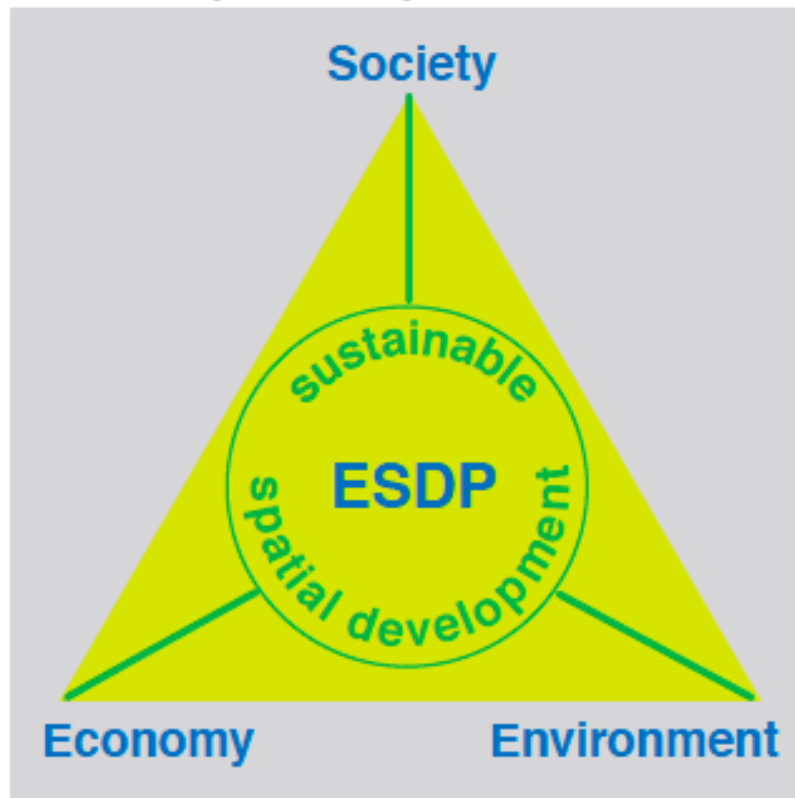 Society
sustainable
ESDP
spatial development
Economy
Environment